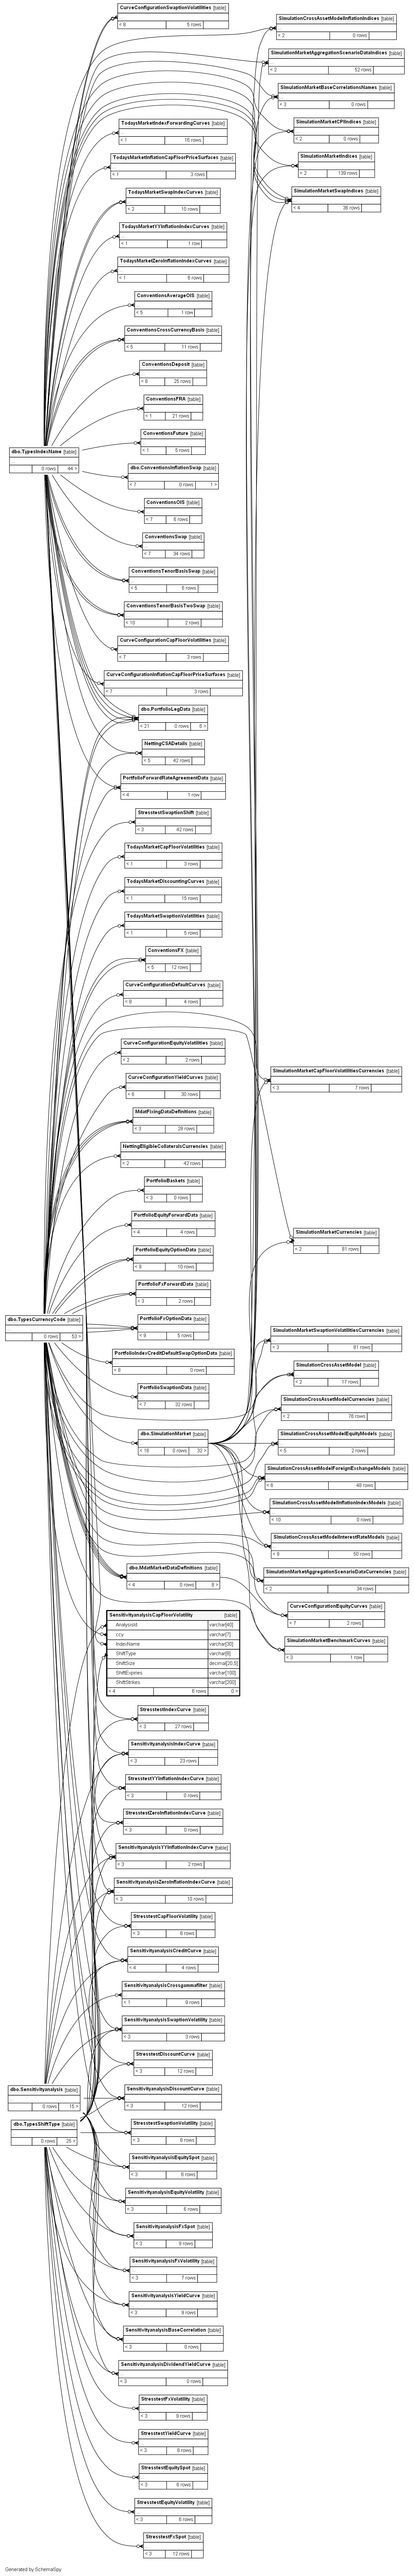 dbo.TypesIndexName [table]
0 rows 44 >
dbo.TypesCurrencyCode [table]
0 rows 53 >
dbo.Sensitivityanalysis [table]
0 rows 15 >
dbo.TypesShiftType [table]
0 rows 25 >
CurveConfigurationSwaptionVolatilities [table]
< 8 5 rows
TodaysMarketIndexForwardingCurves [table]
< 1 16 rows
TodaysMarketInflationCapFloorPriceSurfaces [table]
< 1 3 rows
TodaysMarketSwapIndexCurves [table]
< 2 10 rows
TodaysMarketYYInflationIndexCurves [table]
< 1 1 row
TodaysMarketZeroInflationIndexCurves [table]
< 1 6 rows
ConventionsAverageOIS [table]
< 8 1 row
ConventionsCrossCurrencyBasis [table]
< 5 11 rows
ConventionsDeposit [table]
< 6 25 rows
ConventionsFRA [table]
< 1 21 rows
ConventionsFuture [table]
< 1 5 rows
dbo.ConventionsInflationSwap [table]
< 7 0 rows 1 >
ConventionsOIS [table]
< 7 8 rows
ConventionsSwap [table]
< 7 34 rows
ConventionsTenorBasisSwap [table]
< 5 6 rows
ConventionsTenorBasisTwoSwap [table]
< 10 2 rows
CurveConfigurationCapFloorVolatilities [table]
< 7 3 rows
CurveConfigurationInflationCapFloorPriceSurfaces [table]
< 7 3 rows
dbo.PortfolioLegData [table]
< 21 0 rows 8 >
NettingCSADetails [table]
< 5 42 rows
PortfolioForwardRateAgreementData [table]
< 4 1 row
StresstestSwaptionShift [table]
< 3 42 rows
TodaysMarketCapFloorVolatilities [table]
< 1 3 rows
TodaysMarketDiscountingCurves [table]
< 1 15 rows
TodaysMarketSwaptionVolatilities [table]
< 1 5 rows
ConventionsFX [table]
< 5 12 rows
CurveConfigurationDefaultCurves [table]
< 8 4 rows
CurveConfigurationEquityVolatilities [table]
< 2 2 rows
CurveConfigurationYieldCurves [table]
< 6 30 rows
MdatFixingDataDefinitions [table]
< 3 28 rows
NettingEligibleCollateralsCurrencies [table]
< 2 42 rows
PortfolioBaskets [table]
< 3 0 rows
PortfolioEquityForwardData [table]
< 4 4 rows
PortfolioEquityOptionData [table]
< 8 10 rows
PortfolioFxForwardData [table]
< 3 2 rows
PortfolioFxOptionData [table]
< 9 5 rows
PortfolioIndexCreditDefaultSwapOptionData [table]
< 8 0 rows
PortfolioSwaptionData [table]
< 7 32 rows
dbo.SimulationMarket [table]
< 16 0 rows 32 >
dbo.MdatMarketDataDefinitions [table]
< 4 0 rows 8 >
SensitivityanalysisCapFloorVolatility [table]
AnalysisId varchar[40]
ccy varchar[7]
IndexName varchar[30]
ShiftType varchar[8]
ShiftSize decimal[20,5]
ShiftExpiries varchar[100]
ShiftStrikes varchar[200]
< 4 6 rows 0 >
StresstestIndexCurve [table]
< 3 27 rows
SensitivityanalysisIndexCurve [table]
< 3 23 rows
StresstestYYInflationIndexCurve [table]
< 3 0 rows
StresstestZeroInflationIndexCurve [table]
< 3 0 rows
SensitivityanalysisYYInflationIndexCurve [table]
< 3 2 rows
SensitivityanalysisZeroInflationIndexCurve [table]
< 3 10 rows
StresstestCapFloorVolatility [table]
< 3 6 rows
SensitivityanalysisCreditCurve [table]
< 4 4 rows
SensitivityanalysisCrossgammafilter [table]
< 1 9 rows
SensitivityanalysisSwaptionVolatility [table]
< 3 3 rows
StresstestDiscountCurve [table]
< 3 12 rows
SensitivityanalysisDiscountCurve [table]
< 3 12 rows
StresstestSwaptionVolatility [table]
< 3 6 rows
SensitivityanalysisEquitySpot [table]
< 3 6 rows
SensitivityanalysisEquityVolatility [table]
< 3 6 rows
SensitivityanalysisFxSpot [table]
< 3 9 rows
SensitivityanalysisFxVolatility [table]
< 3 7 rows
SensitivityanalysisYieldCurve [table]
< 3 9 rows
SensitivityanalysisBaseCorrelation [table]
< 3 0 rows
SensitivityanalysisDividendYieldCurve [table]
< 3 0 rows
StresstestFxVolatility [table]
< 3 9 rows
StresstestYieldCurve [table]
< 3 6 rows
StresstestEquitySpot [table]
< 3 6 rows
StresstestEquityVolatility [table]
< 3 6 rows
StresstestFxSpot [table]
< 3 12 rows
SimulationCrossAssetModelInflationIndices [table]
< 2 0 rows
SimulationMarketAggregationScenarioDataIndices [table]
< 2 52 rows
SimulationMarketBaseCorrelationsNames [table]
< 3 0 rows
SimulationMarketCPIIndices [table]
< 2 0 rows
SimulationMarketIndices [table]
< 2 139 rows
SimulationMarketSwapIndices [table]
< 4 36 rows
SimulationMarketCapFloorVolatilitiesCurrencies [table]
< 3 7 rows
SimulationMarketCurrencies [table]
< 2 81 rows
SimulationMarketSwaptionVolatilitiesCurrencies [table]
< 3 81 rows
SimulationCrossAssetModel [table]
< 2 17 rows
SimulationCrossAssetModelCurrencies [table]
< 2 76 rows
SimulationCrossAssetModelEquityModels [table]
< 5 2 rows
SimulationCrossAssetModelForeignExchangeModels [table]
< 6 48 rows
SimulationCrossAssetModelInflationIndexModels [table]
< 10 0 rows
SimulationCrossAssetModelInterestRateModels [table]
< 9 50 rows
SimulationMarketAggregationScenarioDataCurrencies [table]
< 2 34 rows
CurveConfigurationEquityCurves [table]
< 7 2 rows
SimulationMarketBenchmarkCurves [table]
< 3 1 row
Generated by SchemaSpy